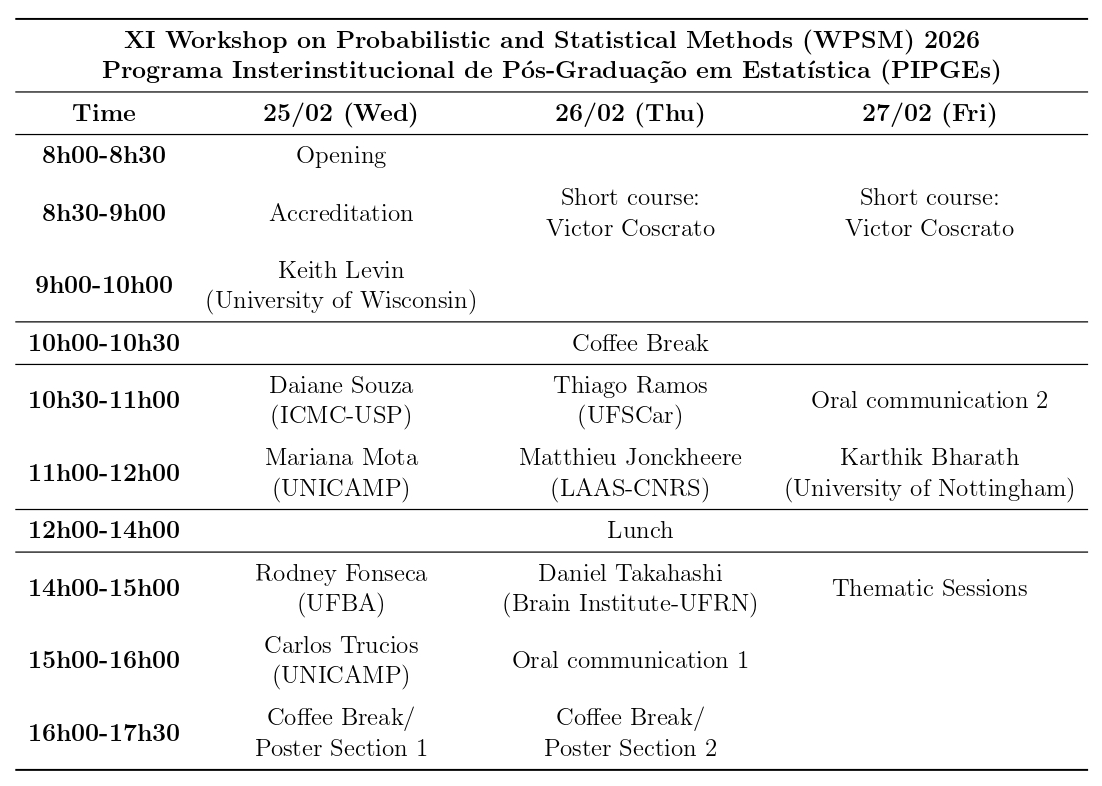 XI Workshop on Probabilistic and Statistical Methods (WPSM) 2026
Programa Insterinstitucional de Pós-Graduação em Estatística (PIPGEs)
Time 25/02 (Wed) 26/02 (Thu) 27/02 (Fri)
8h00-8h30 Opening
8h30-9h00 Accreditation Short course: Victor Coscrato Short course: Victor Coscrato
9h00-10h00 Keith Levin (University of Wisconsin)
10h00-10h30 Coffee Break
10h30-11h00 Daiane Souza (ICMC-USP) Thiago Ramos (UFSCar) Oral communication 2
11h00-12h00 Mariana Mota (UNICAMP) Matthieu Jonckheere (LAAS-CNRS) Karthik Bharath (University of Nottingham)
12h00-14h00 Lunch
14h00-15h00 Rodney Fonseca (UFBA) Daniel Takahashi (Brain Institute-UFRN) Thematic Sessions
15h00-16h00 Carlos Trucios (UNICAMP) Oral communication 1
16h00-17h30 Coffee Break/ Poster Section 1 Coffee Break/ Poster Section 2